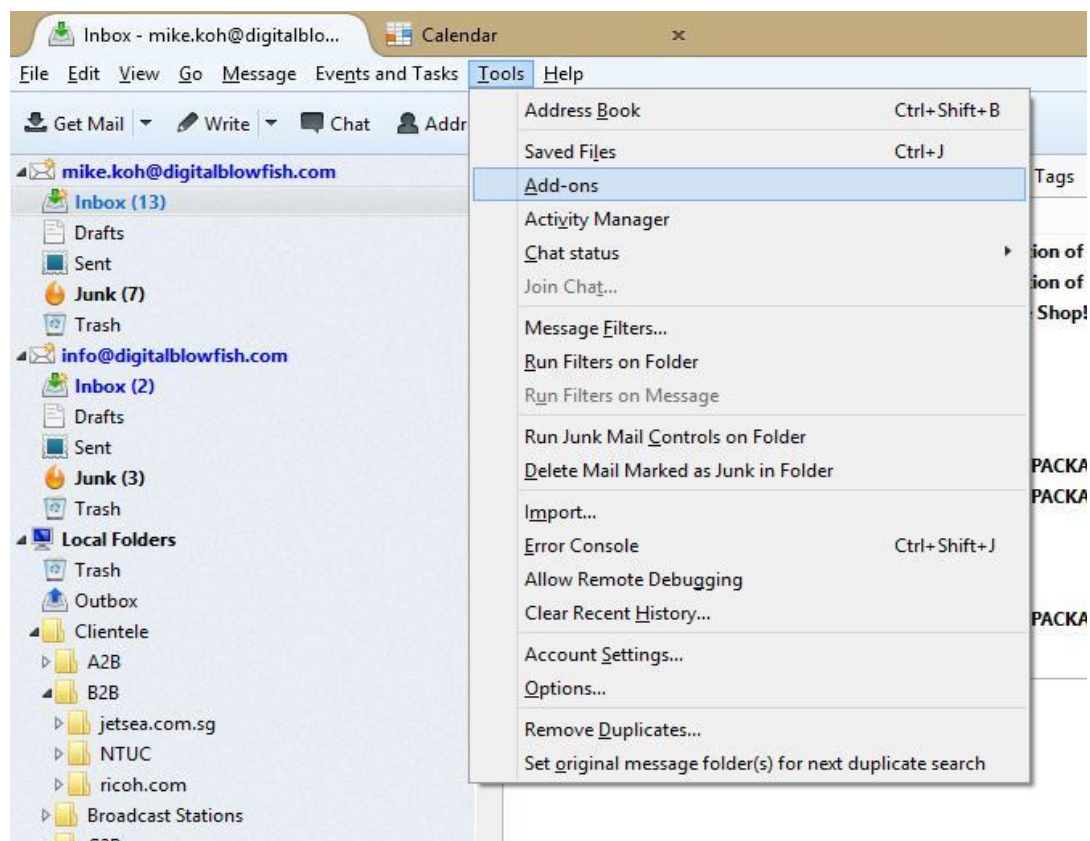 Inbox - mike.koh@digitalblo... Calendar
File Edit View Go Message Events and Tasks Tools Help
Get Mail Write Chat Addr
Address Book Ctrl+Shift+B
Saved Files Ctrl+J
Add-ons
Activity Manager
Chat status
Join Chat...
Message Filters...
Run Filters on Folder
Run Filters on Message
Run Junk Mail Controls on Folder
Delete Mail Marked as Junk in Folder
Import...
Error Console Ctrl+Shift+J
Allow Remote Debugging
Clear Recent History...
Account Settings...
Options...
Remove Duplicates...
Set original message folder(s) for next duplicate search
mike.koh@digitalblowfish.com
Inbox (13)
Drafts
Sent
Junk (7)
Trash
info@digitalblowfish.com
Inbox (2)
Drafts
Sent
Junk (3)
Trash
Local Folders
Trash
Outbox
Clientele
A2B
B2B
jetsea.com.sg
NTUC
ricoh.com
Broadcast Stations
Tags
ion of
ion of
Shop!
PACKA
PACKA
PACKA